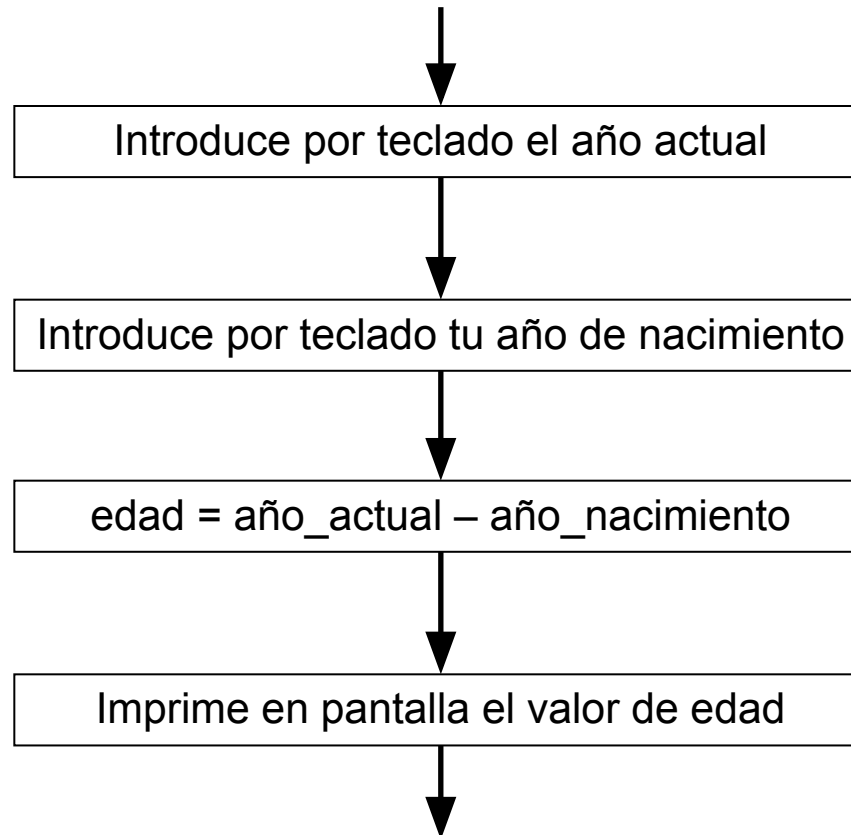 Introduce por teclado el año actual
Introduce por teclado tu año de nacimiento
edad = año_actual – año_nacimiento
Imprime en pantalla el valor de edad